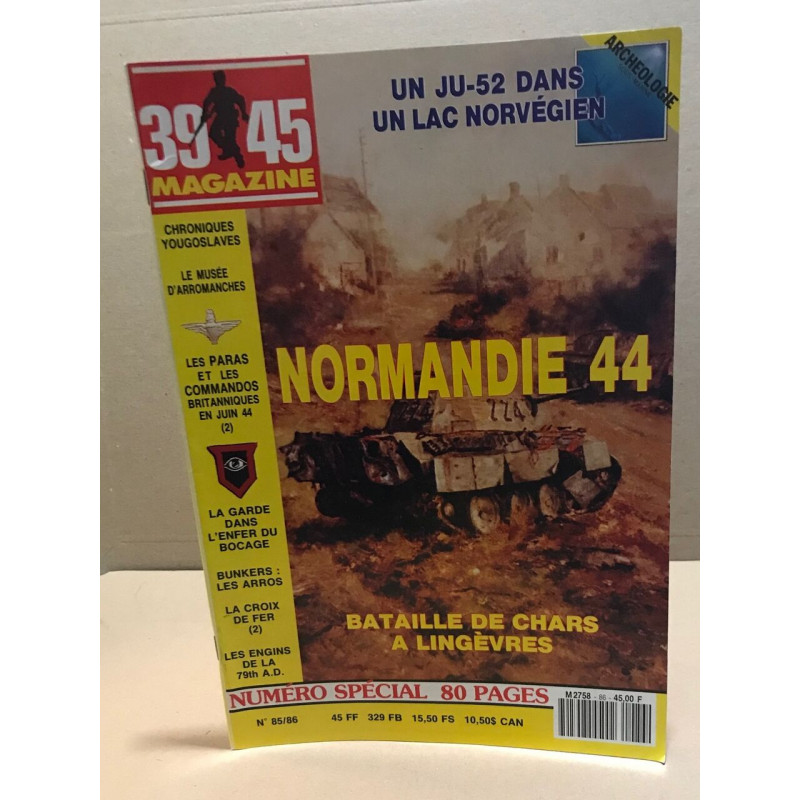 39 45
MAGAZINE
UN JU-52 DANS
UN LAC NORVÉGIEN
ARCHEOLOGIE
CHRONIQUES
YOUGOSLAVES
LE MUSÉE
D'ARROMANCHES
LES PARAS
ET LES
COMMANDOS
BRITANNIQUES
EN JUIN 44
(2)
LA GARDE
DANS
L'ENFER DU
BOCAGE
BUNKERS :
LES ARROS
LA CROIX
DE FER
(2)
LES ENGINS
DE LA
79th A.D.
NORMANDIE 44
BATAILLE DE CHARS
A LINGÈVRES
NUMÉRO SPÉCIAL 80 PAGES
M 2758 - 86 - 45,00 F
N° 85/86 45 FF 329 FB 15,50 FS 10,50$ CAN